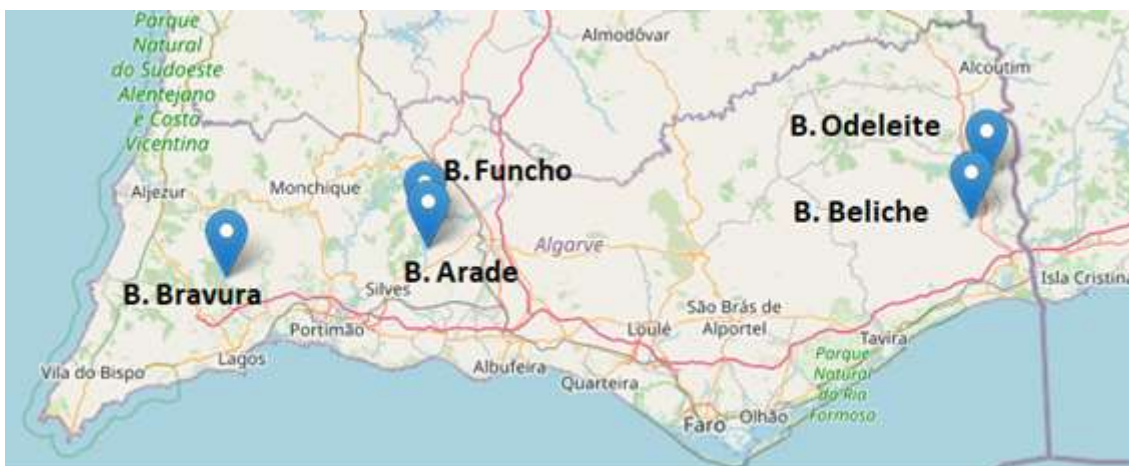 Parque
Natural
do Sudoeste
Alentejano
e Costa
Vicentina
Almodôvar
Alcoutim
B. Odeleite
B. Funcho
Monchique
Aljezur
B. Beliche
Algarve
B. Arade
B. Bravura
Silves
Isla Cristina
São Brás de
Alportel
Portimão
Loulé
Tavira
Lagos
Albufeira
Vila do Bispo
Quarteira
Parque
Natural
da Ria
Formosa
Olhão
Faro